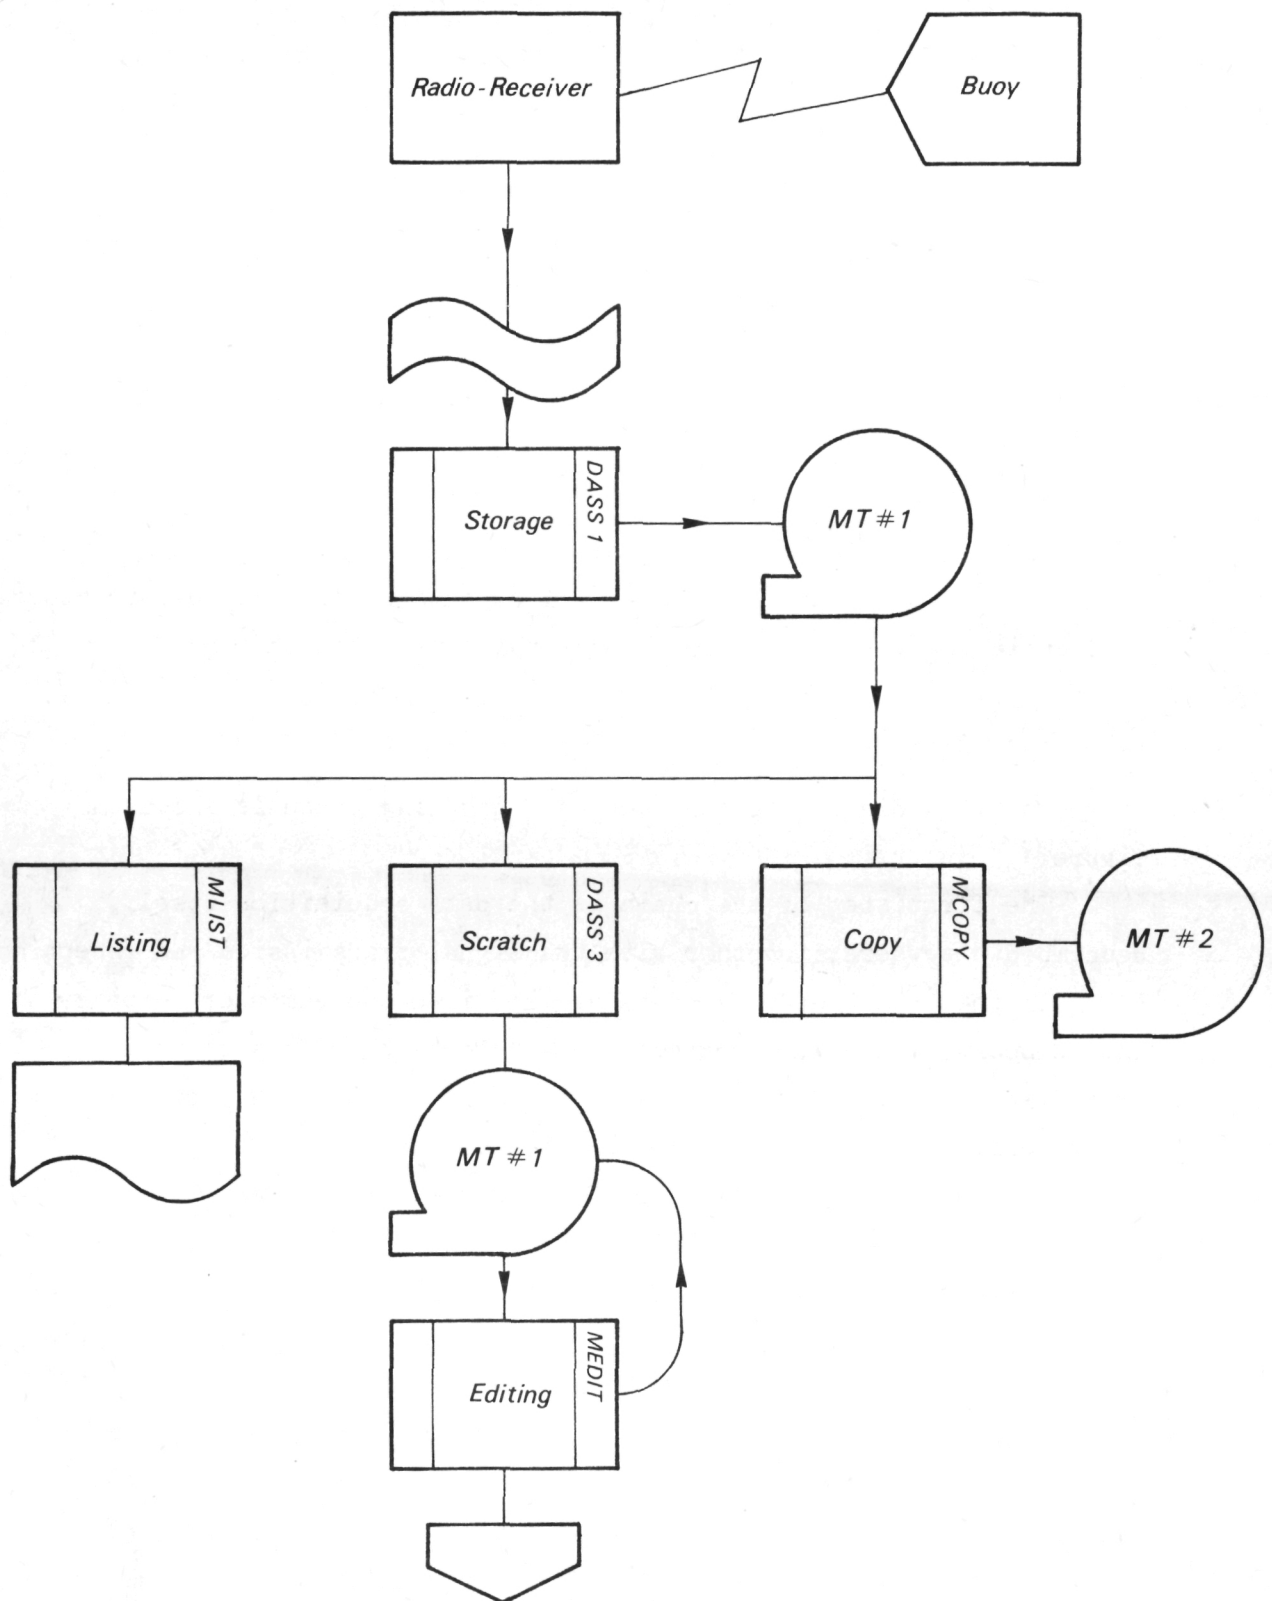 Radio-Receiver
Buoy
Storage
DASS 1
MT #1
Listing
MLIST
Scratch
DASS 3
Copy
MCOPY
MT #2
MT #1
Editing
MEDIT